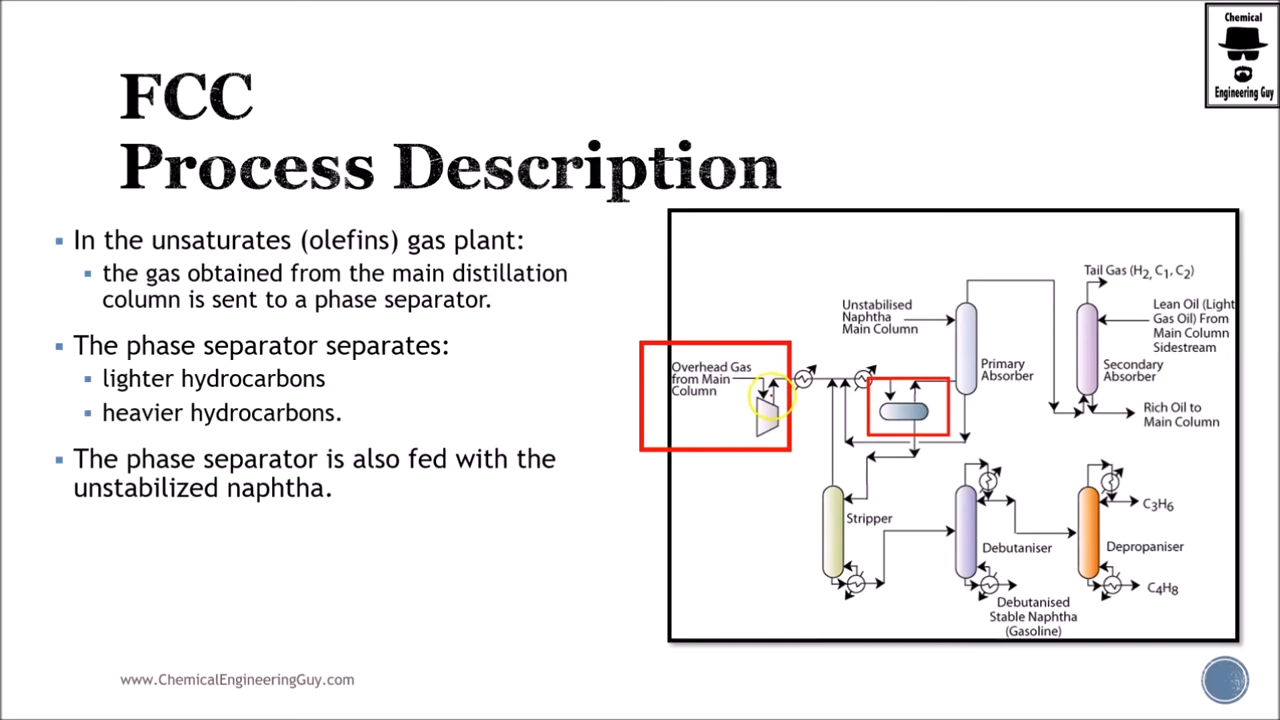 Chemical
Engineering Guy
FCC
Process Description
In the unsaturates (olefins) gas plant:
the gas obtained from the main distillation
column is sent to a phase separator.
The phase separator separates:
lighter hydrocarbons
heavier hydrocarbons.
The phase separator is also fed with the
unstabilized naphtha.
Overhead Gas
from Main
Column
Unstabilised
Naphtha
Main Column
Primary
Absorber
Tail Gas (H2, C1, C2)
Lean Oil (Light
Gas Oil) From
Main Column
Sidestream
Secondary
Absorber
Rich Oil to
Main Column
Stripper
Debutaniser
Debutanised
Stable Naphtha
(Gasoline)
C3H6
Depropaniser
C4H8
www.ChemicalEngineeringGuy.com